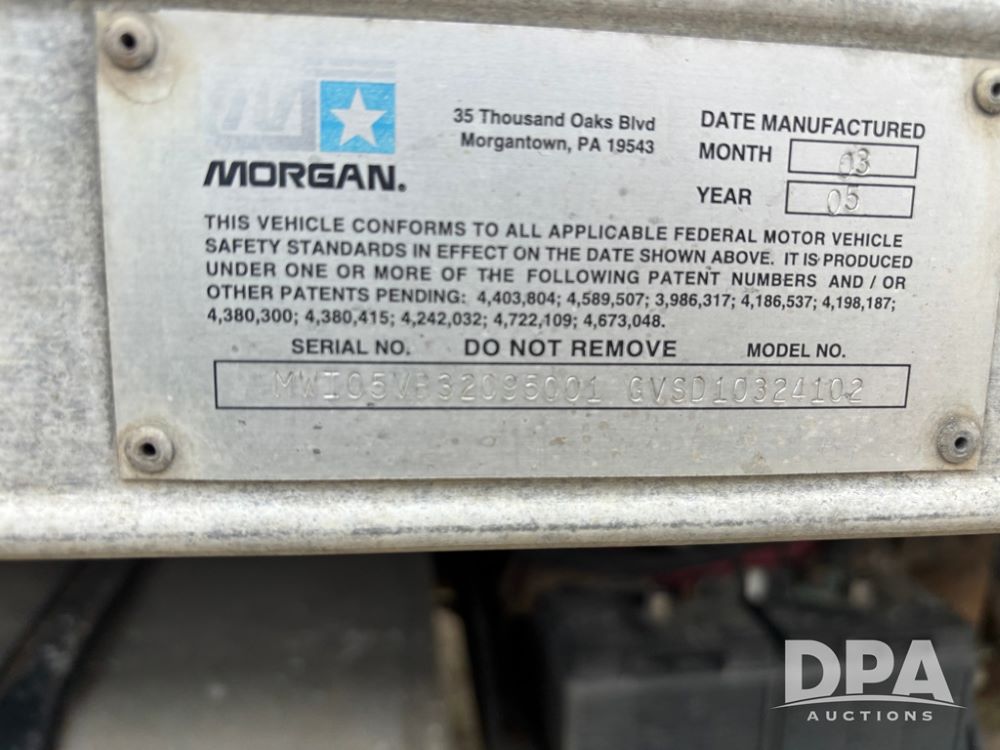 MORGAN®
35 Thousand Oaks Blvd
Morgantown, PA 19543
DATE MANUFACTURED
MONTH 03
YEAR 05
THIS VEHICLE CONFORMS TO ALL APPLICABLE FEDERAL MOTOR VEHICLE
SAFETY STANDARDS IN EFFECT ON THE DATE SHOWN ABOVE. IT IS PRODUCED
UNDER ONE OR MORE OF THE FOLLOWING PATENT NUMBERS AND / OR
OTHER PATENTS PENDING: 4,403,804; 4,589,507; 3,986,317; 4,186,537; 4,198,187;
4,380,300; 4,380,415; 4,242,032; 4,722,109; 4,673,048.
SERIAL NO. DO NOT REMOVE MODEL NO.
GVSD10324102
DPA
AUCTIONS